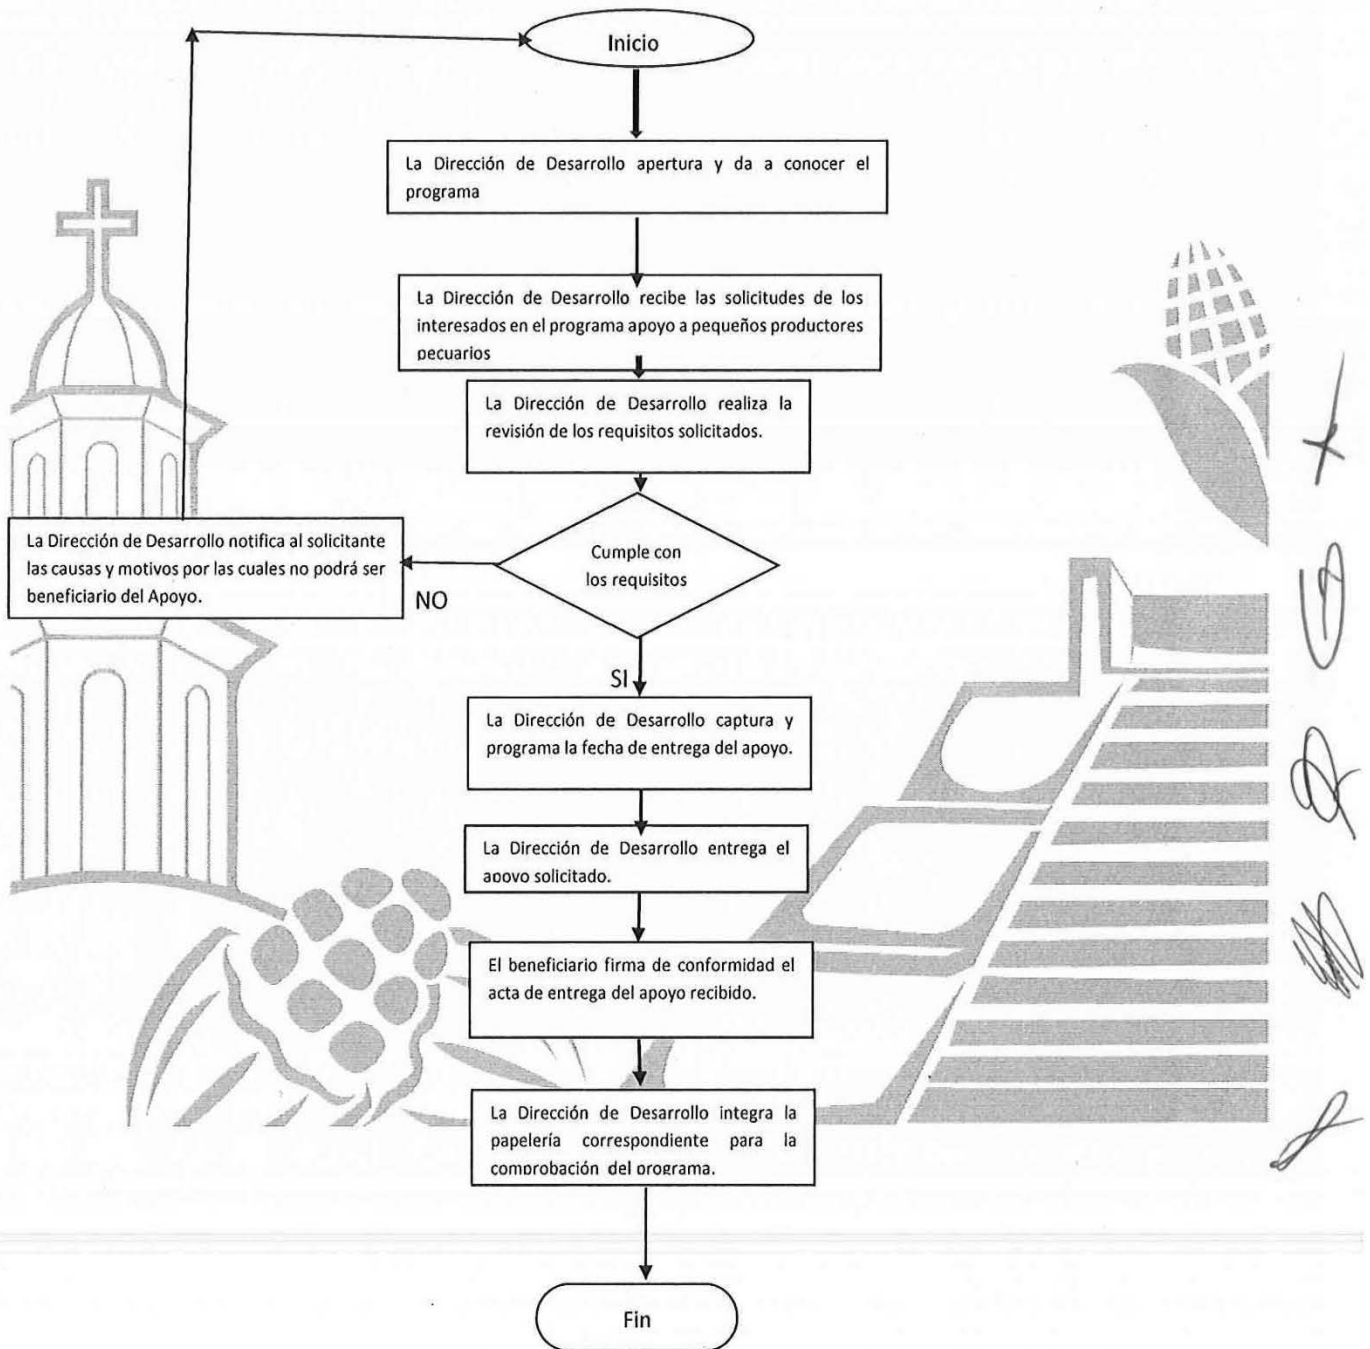 Inicio
La Dirección de Desarrollo apertura y da a conocer el
programa
La Dirección de Desarrollo recibe las solicitudes de los
interesados en el programa apoyo a pequeños productores
pecuarios
La Dirección de Desarrollo realiza la
revisión de los requisitos solicitados.
Cumple con
los requisitos
NO
La Dirección de Desarrollo notifica al solicitante
las causas y motivos por las cuales no podrá ser
beneficiario del Apoyo.
SI
La Dirección de Desarrollo captura y
programa la fecha de entrega del apoyo.
La Dirección de Desarrollo entrega el
apoyo solicitado.
El beneficiario firma de conformidad el
acta de entrega del apoyo recibido.
La Dirección de Desarrollo integra la
papelería correspondiente para la
comprobación del programa.
Fin